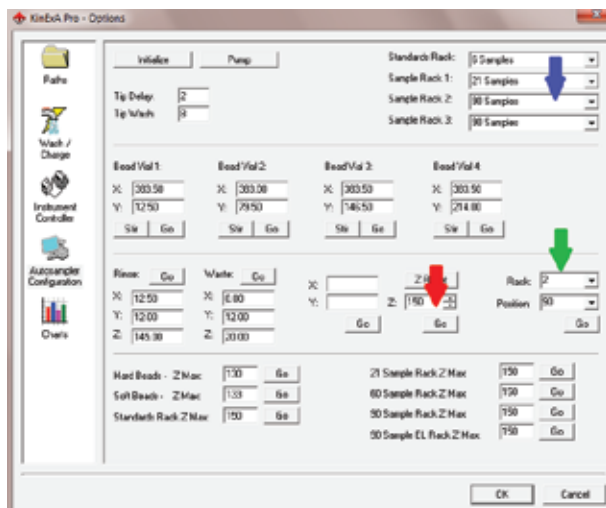 KinExA Pro - Options
Paths
Wash /
Charge
Instrument
Controller
Autosampler
Configuration
Charts
Initialize
Pump
Tip Delay: 2
Tip Wash:
Standards Rack: 6 Samples
Sample Rack 1: 21 Samples
Sample Rack 2: 90 Samples
Sample Rack 3: 90 Samples
Bead Vial 1:
X: 383.50
Y: 12.50
Stir Go
Bead Vial 2:
X:
Y: 79.50
Stir Go
Bead Vial 3:
X: 383.50
Y: 146.50
Stir Go
Bead Vial 4:
X: 383.50
Y: 214.00
Stir Go
Rinse: Go
X: 12.50
Y: 12.00
Z: 145.00
Waste: Go
X:
Y: 12.00
Z: 20.00
X:
Y:
Go
Z: 150
Go
Rack: 2
Position: 90
Go
Hard Beads - Z Max: 130 Go
Soft Beads - Z Max: 133 Go
Standards Rack Z Max: 150 Go
21 Sample Rack Z Max: 150 Go
60 Sample Rack Z Max: 150 Go
90 Sample Rack Z Max: 150 Go
90 Sample EL Rack Z Max: 150 Go
OK
Cancel